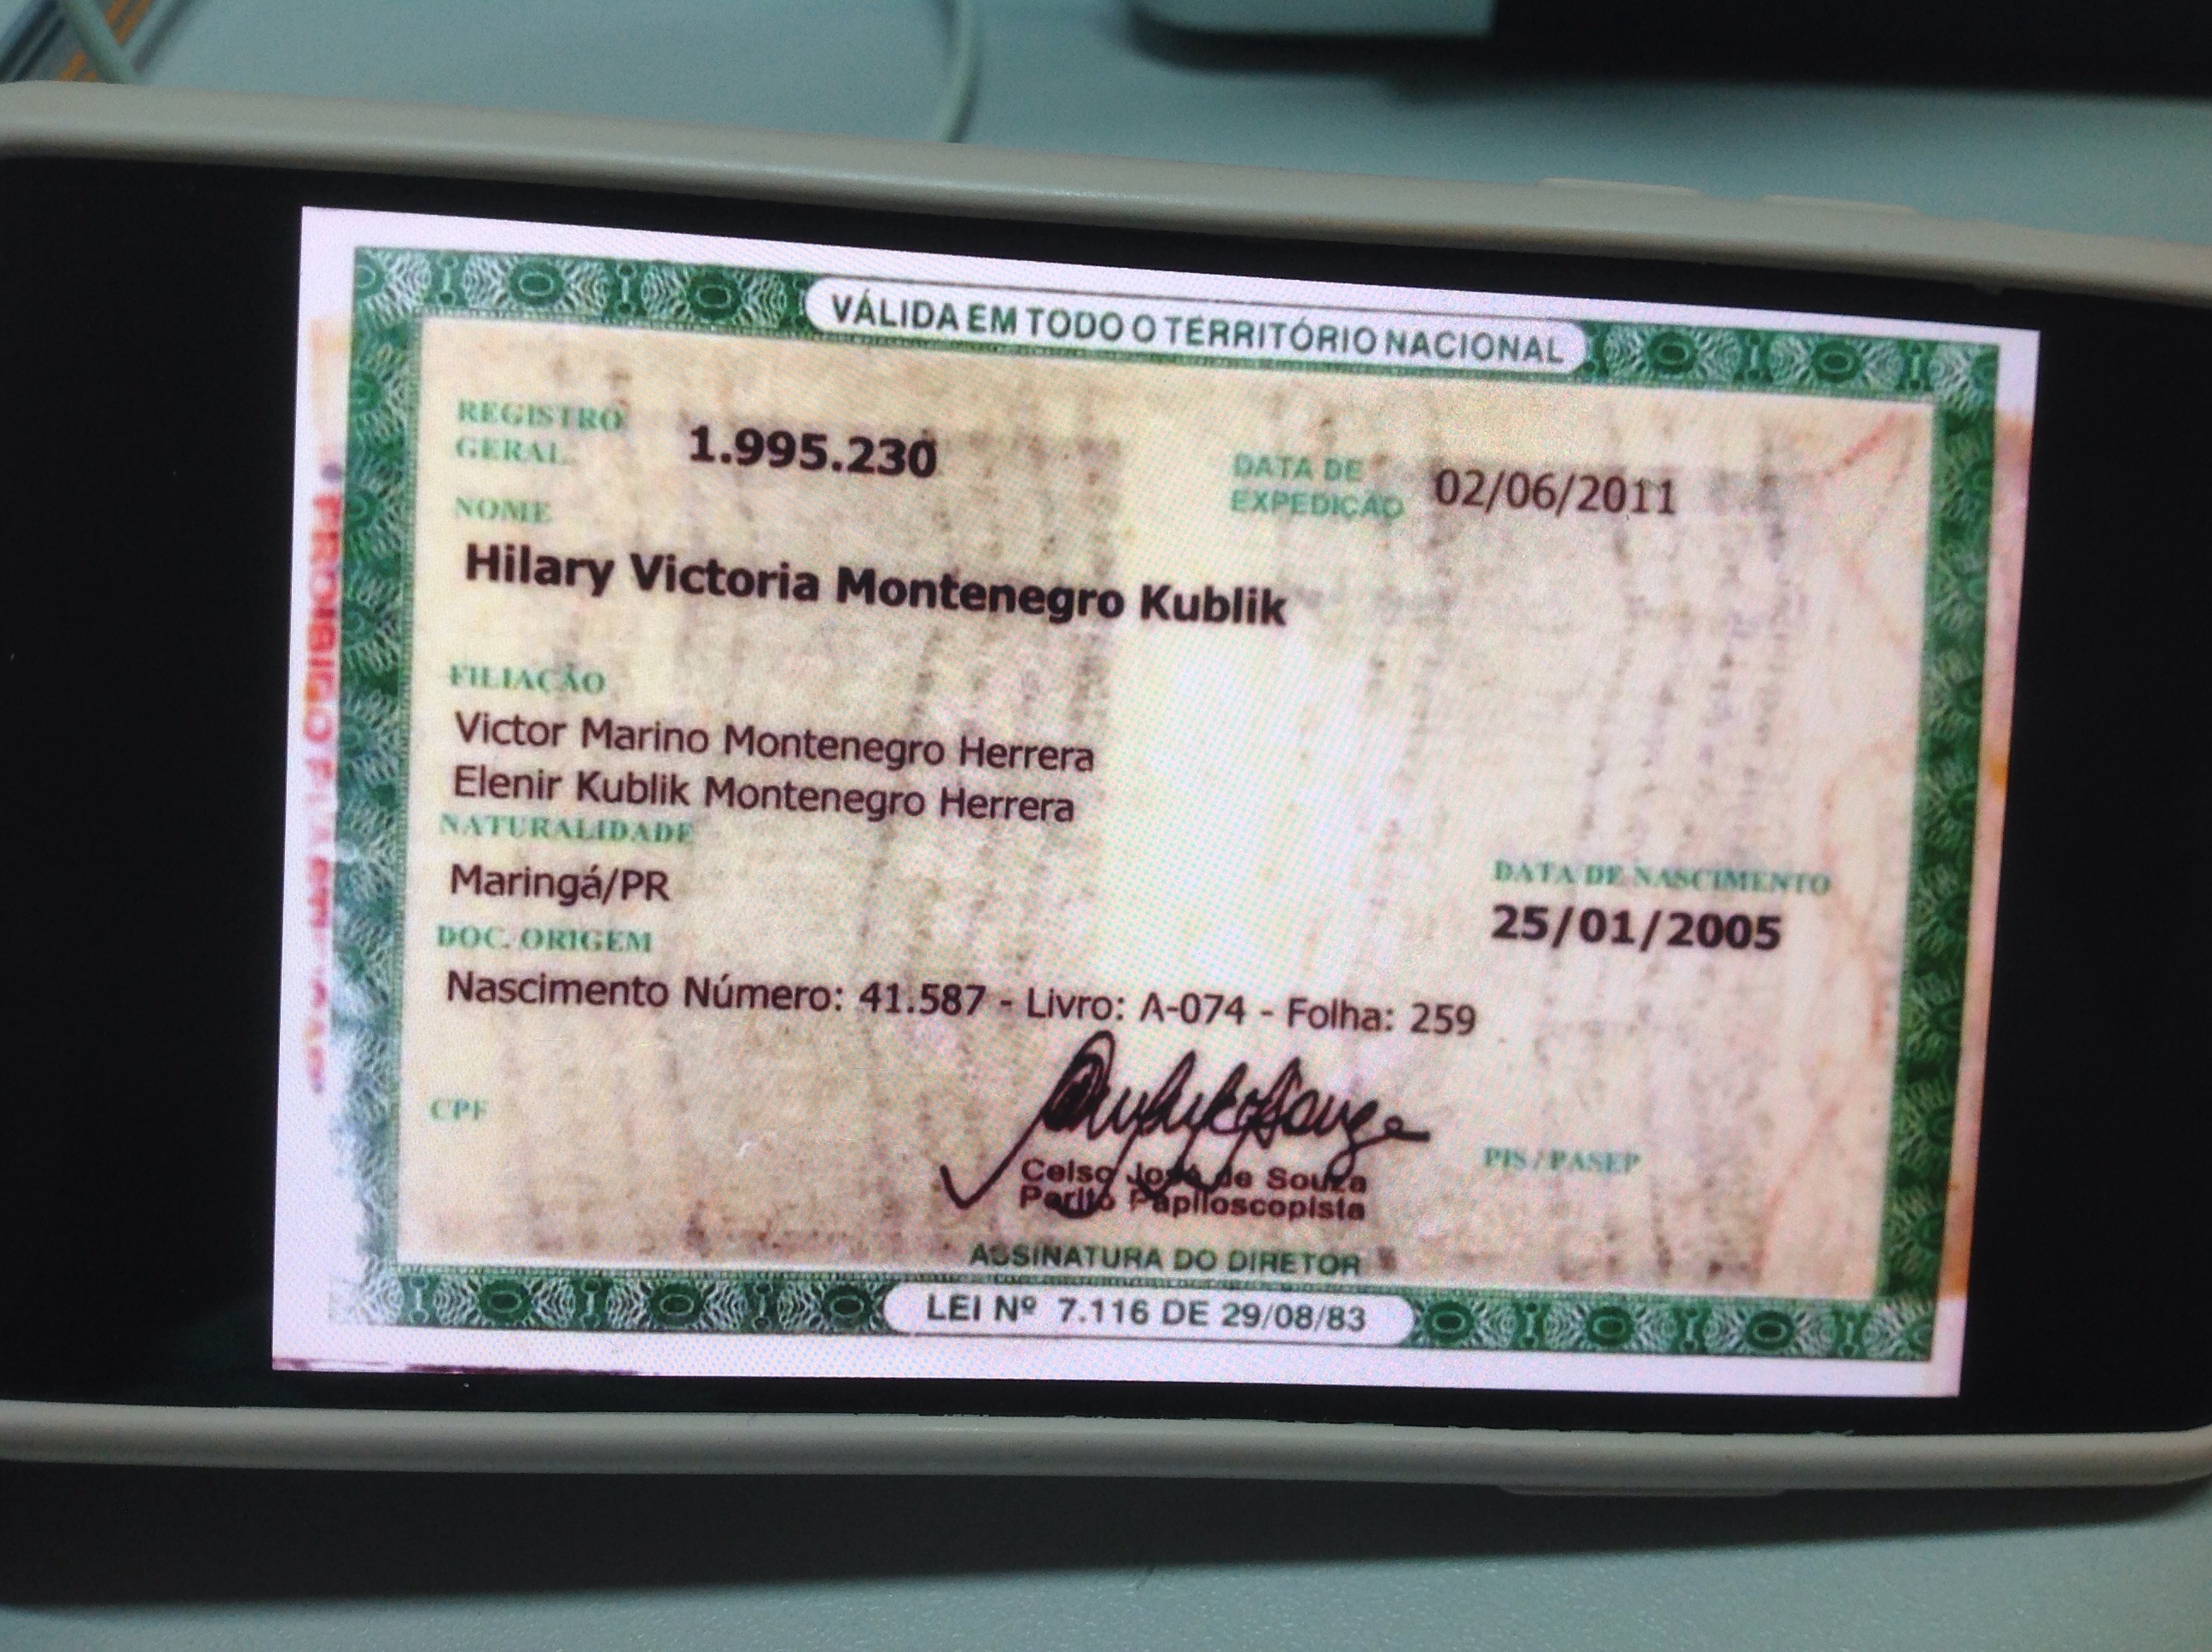 VÁLIDA EM TODO O TERRITÓRIO NACIONAL
REGISTRO GERAL 1.995.230
DATA DE EXPEDIÇÃO 02/06/2011
NOME
Hilary Victoria Montenegro Kublik
FILIAÇÃO
Victor Marino Montenegro Herrera
Elenir Kublik Montenegro Herrera
NATURALIDADE
Maringá/PR
DATA DE NASCIMENTO
25/01/2005
DOC. ORIGEM
Nascimento Número: 41.587 - Livro: A-074 - Folha: 259
CPF
PIS/PASEP
Celso José de Souza
Perito Papiloscopista
ASSINATURA DO DIRETOR
LEI Nº 7.116 DE 29/08/83
PROIBIDO PLASTIFICAR